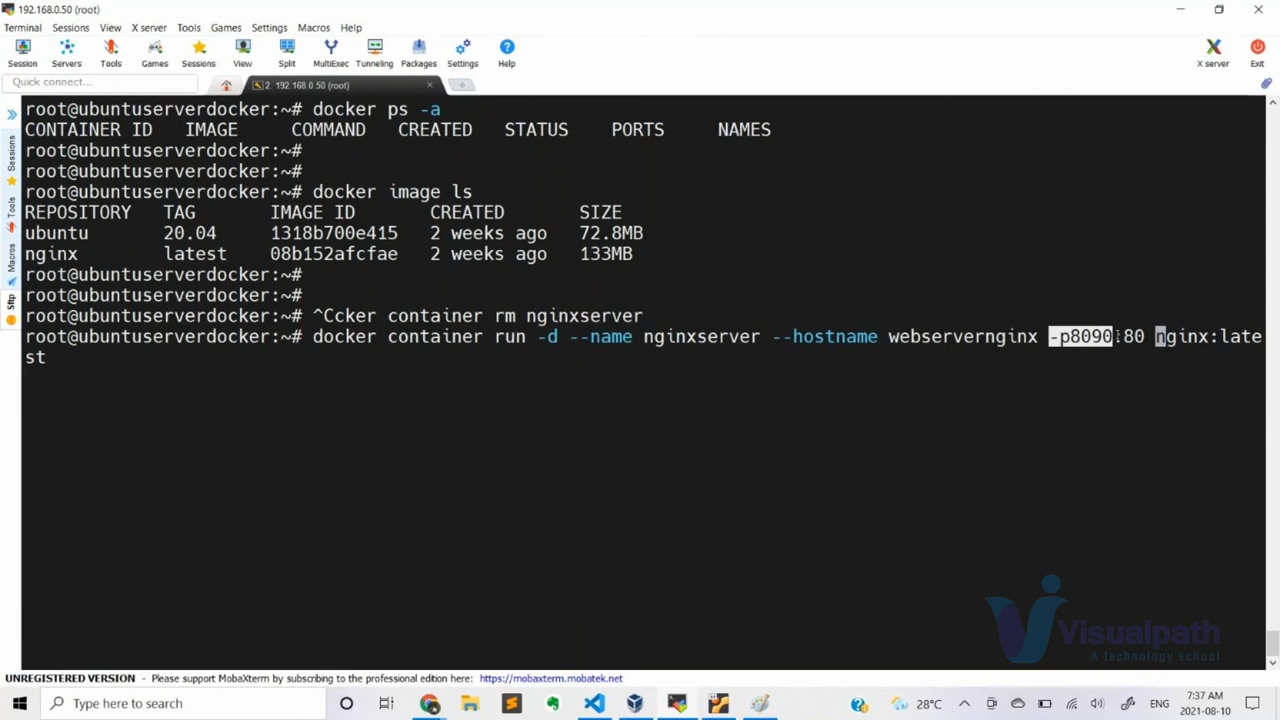 192.168.0.50 (root)
Terminal Sessions View X server Tools Games Settings Macros Help
Session Servers Tools Games Sessions View Split MultiExec Tunneling Packages Settings Help X server Exit
Quick connect... 2. 192.168.0.50 (root)
Sessions
Tools
Macros
Sftp
root@ubuntuserverdocker:~# docker ps -a
CONTAINER ID IMAGE COMMAND CREATED STATUS PORTS NAMES
root@ubuntuserverdocker:~#
root@ubuntuserverdocker:~#
root@ubuntuserverdocker:~# docker image ls
REPOSITORY TAG IMAGE ID CREATED SIZE
ubuntu 20.04 1318b700e415 2 weeks ago 72.8MB
nginx latest 08b152afcfae 2 weeks ago 133MB
root@ubuntuserverdocker:~#
root@ubuntuserverdocker:~#
root@ubuntuserverdocker:~# ^Ccker container rm nginxserver
root@ubuntuserverdocker:~# docker container run -d --name nginxserver --hostname webservernginx -p8090:80 nginx:late
st
Visualpath
A technology school
UNREGISTERED VERSION - Please support MobaXterm by subscribing to the professional edition here: https://mobaxterm.mobatek.net
Type here to search 28°C ENG 7:37 AM
2021-08-10